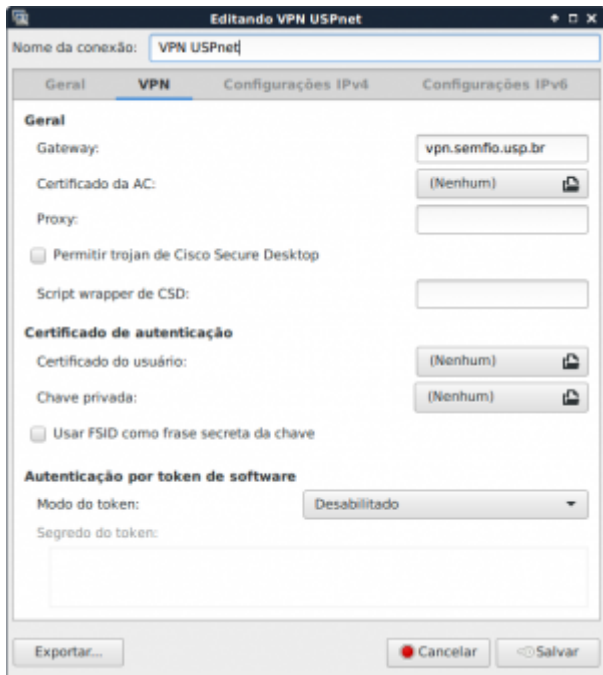 Editando VPN USPnet
Nome da conexão: VPN USPnet
Geral VPN Configurações IPv4 Configurações IPv6
Geral
Gateway: vpn.semfio.usp.br
Certificado da AC: (Nenhum)
Proxy:
Permitir trojan de Cisco Secure Desktop
Script wrapper de CSD:
Certificado de autenticação
Certificado do usuário: (Nenhum)
Chave privada: (Nenhum)
Usar FSID como frase secreta da chave
Autenticação por token de software
Modo do token: Desabilitado
Segredo do token:
Exportar... Cancelar Salvar